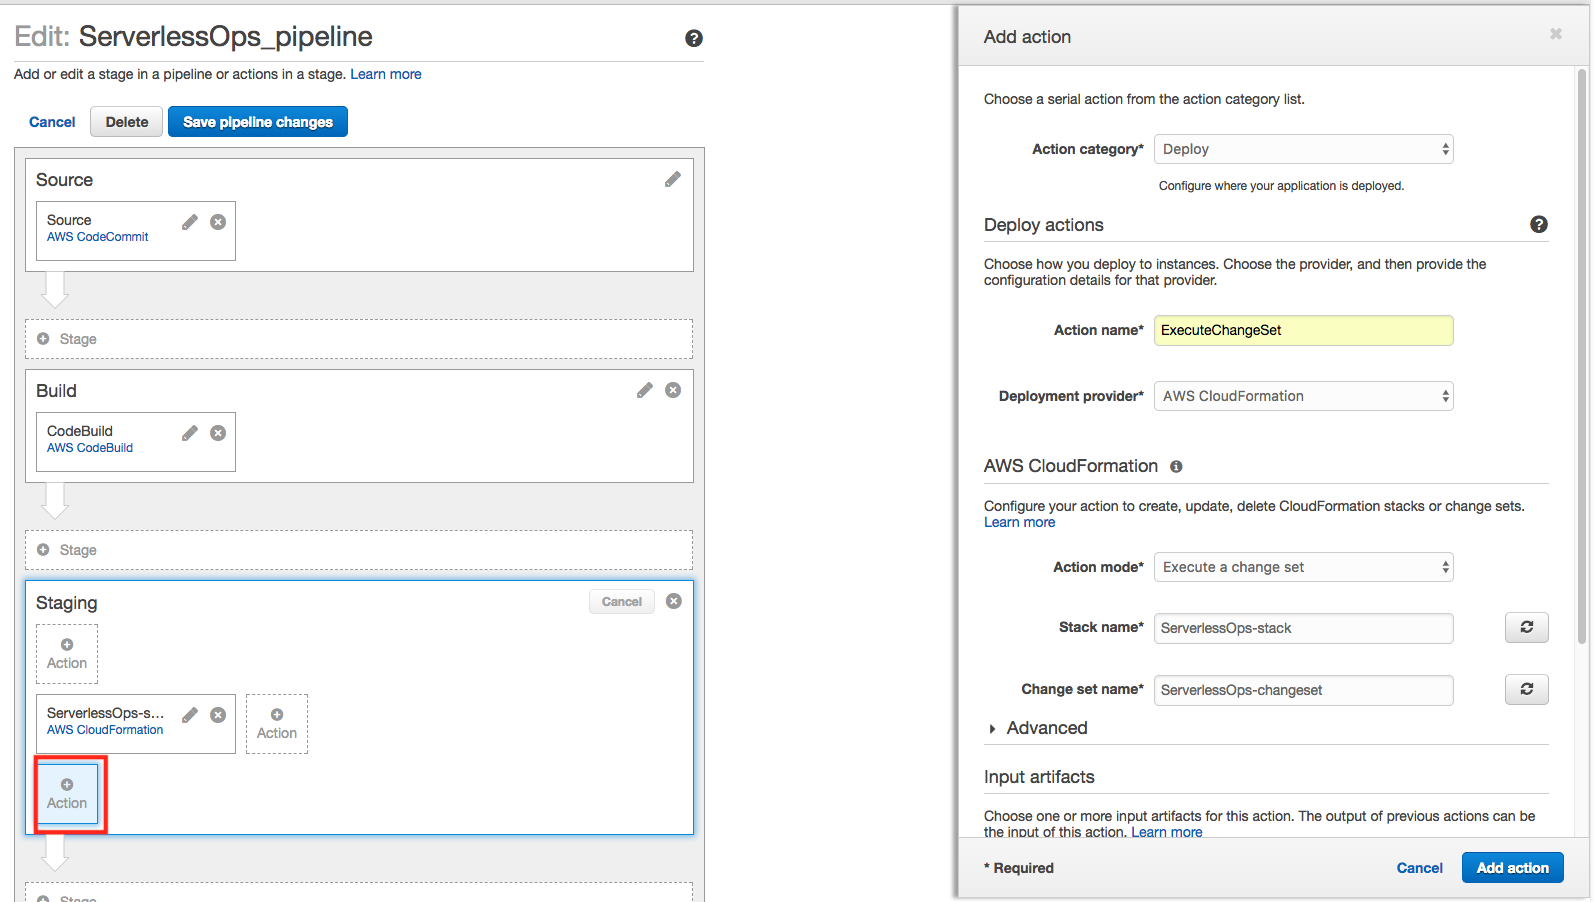 Edit: ServerlessOps_pipeline
Add or edit a stage in a pipeline or actions in a stage. Learn more
Cancel
Delete
Save pipeline changes
Source
Source
AWS CodeCommit
Stage
Build
CodeBuild
AWS CodeBuild
Stage
Staging
Cancel
Action
ServerlessOps-s...
AWS CloudFormation
Action
Action
Stage
Add action
Choose a serial action from the action category list.
Action category*
Deploy
Configure where your application is deployed.
Deploy actions
Choose how you deploy to instances. Choose the provider, and then provide the
configuration details for that provider.
Action name*
ExecuteChangeSet
Deployment provider*
AWS CloudFormation
AWS CloudFormation
Configure your action to create, update, delete CloudFormation stacks or change sets.
Learn more
Action mode*
Execute a change set
Stack name*
ServerlessOps-stack
Change set name*
ServerlessOps-changeset
Advanced
Input artifacts
Choose one or more input artifacts for this action. The output of previous actions can be
the input of this action. Learn more
* Required
Cancel
Add action